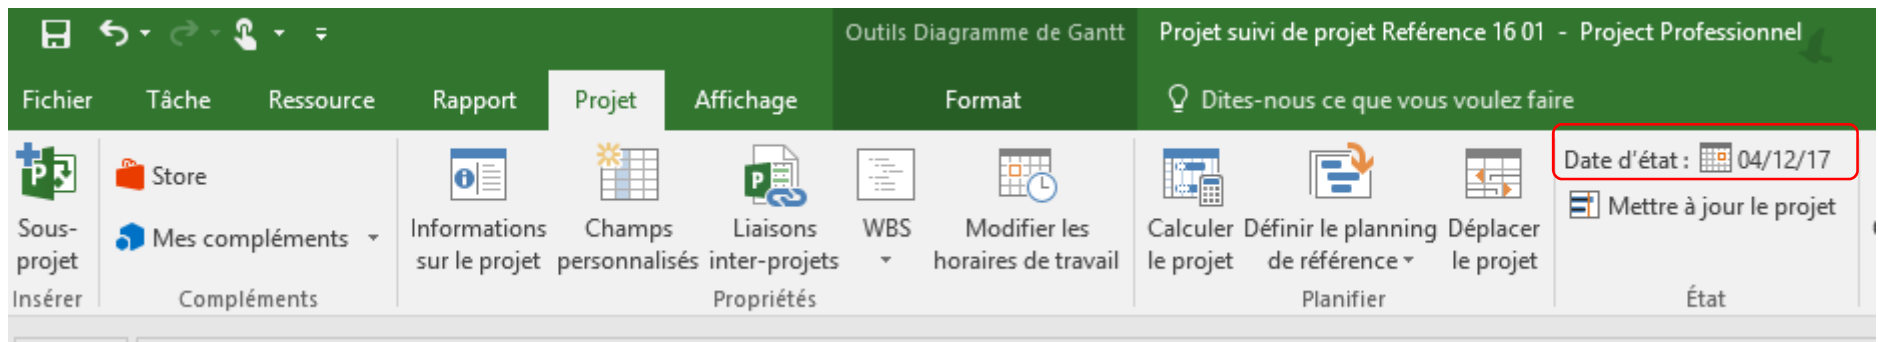 Outils Diagramme de Gantt
Projet suivi de projet Reférence 16 01 - Project Professionnel
Fichier Tâche Ressource Rapport Projet Affichage Format Dites-nous ce que vous voulez faire
Sous-
projet
Insérer
Store
Mes compléments
Compléments
Informations
sur le projet
Champs
personnalisés
Liaisons
inter-projets
WBS
Modifier les
horaires de travail
Propriétés
Calculer
le projet
Définir le planning
de référence
Déplacer
le projet
Planifier
Date d'état : 04/12/17
Mettre à jour le projet
État